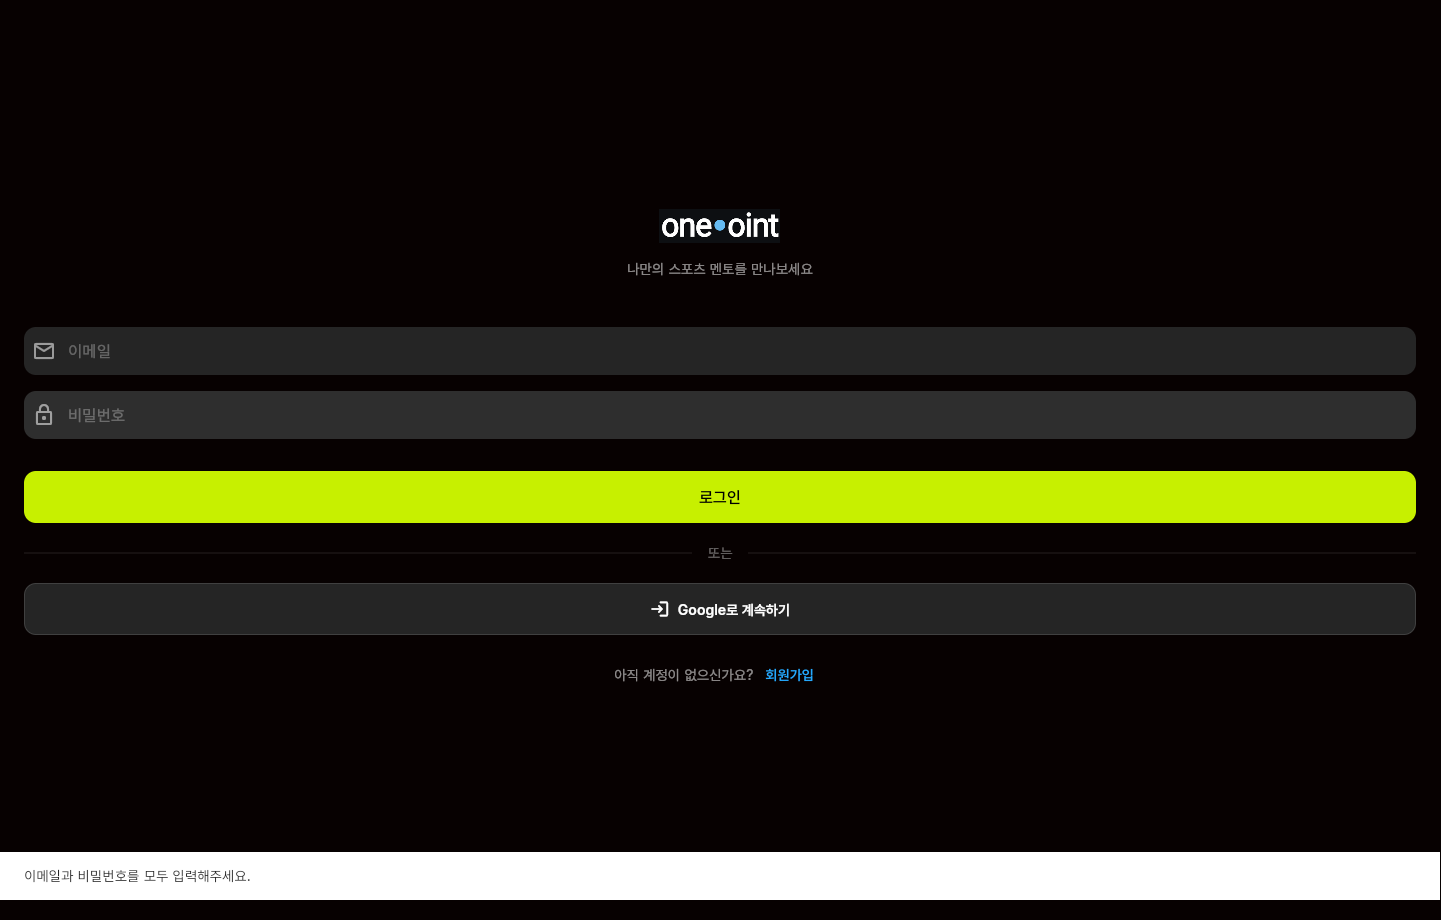 one•oint
나만의 스포츠 멘토를 만나보세요
이메일
비밀번호
로그인
또는
Google로 계속하기
아직 계정이 없으신가요? 회원가입
이메일과 비밀번호를 모두 입력해주세요.